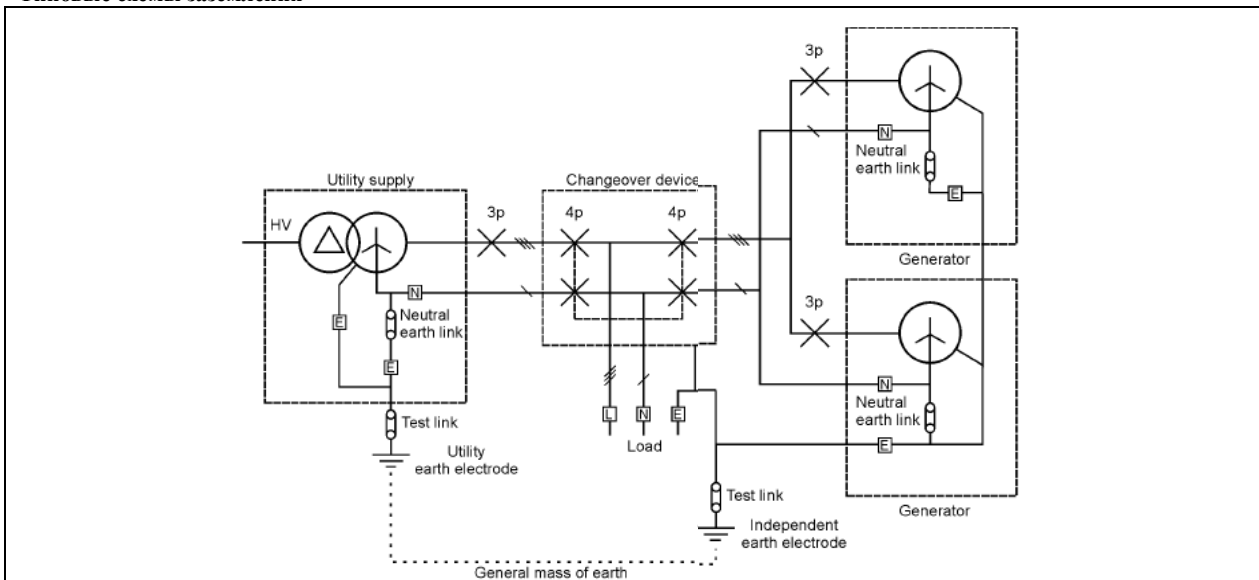 3p
Utility supply
Changeover device
HV
3p
4p
4p
N
Neutral
earth link
E
Generator
N
E
Neutral
earth link
E
3p
N
Neutral
earth link
E
Generator
L
N
E
Load
Test link
Utility
earth electrode
Test link
Independent
earth electrode
General mass of earth